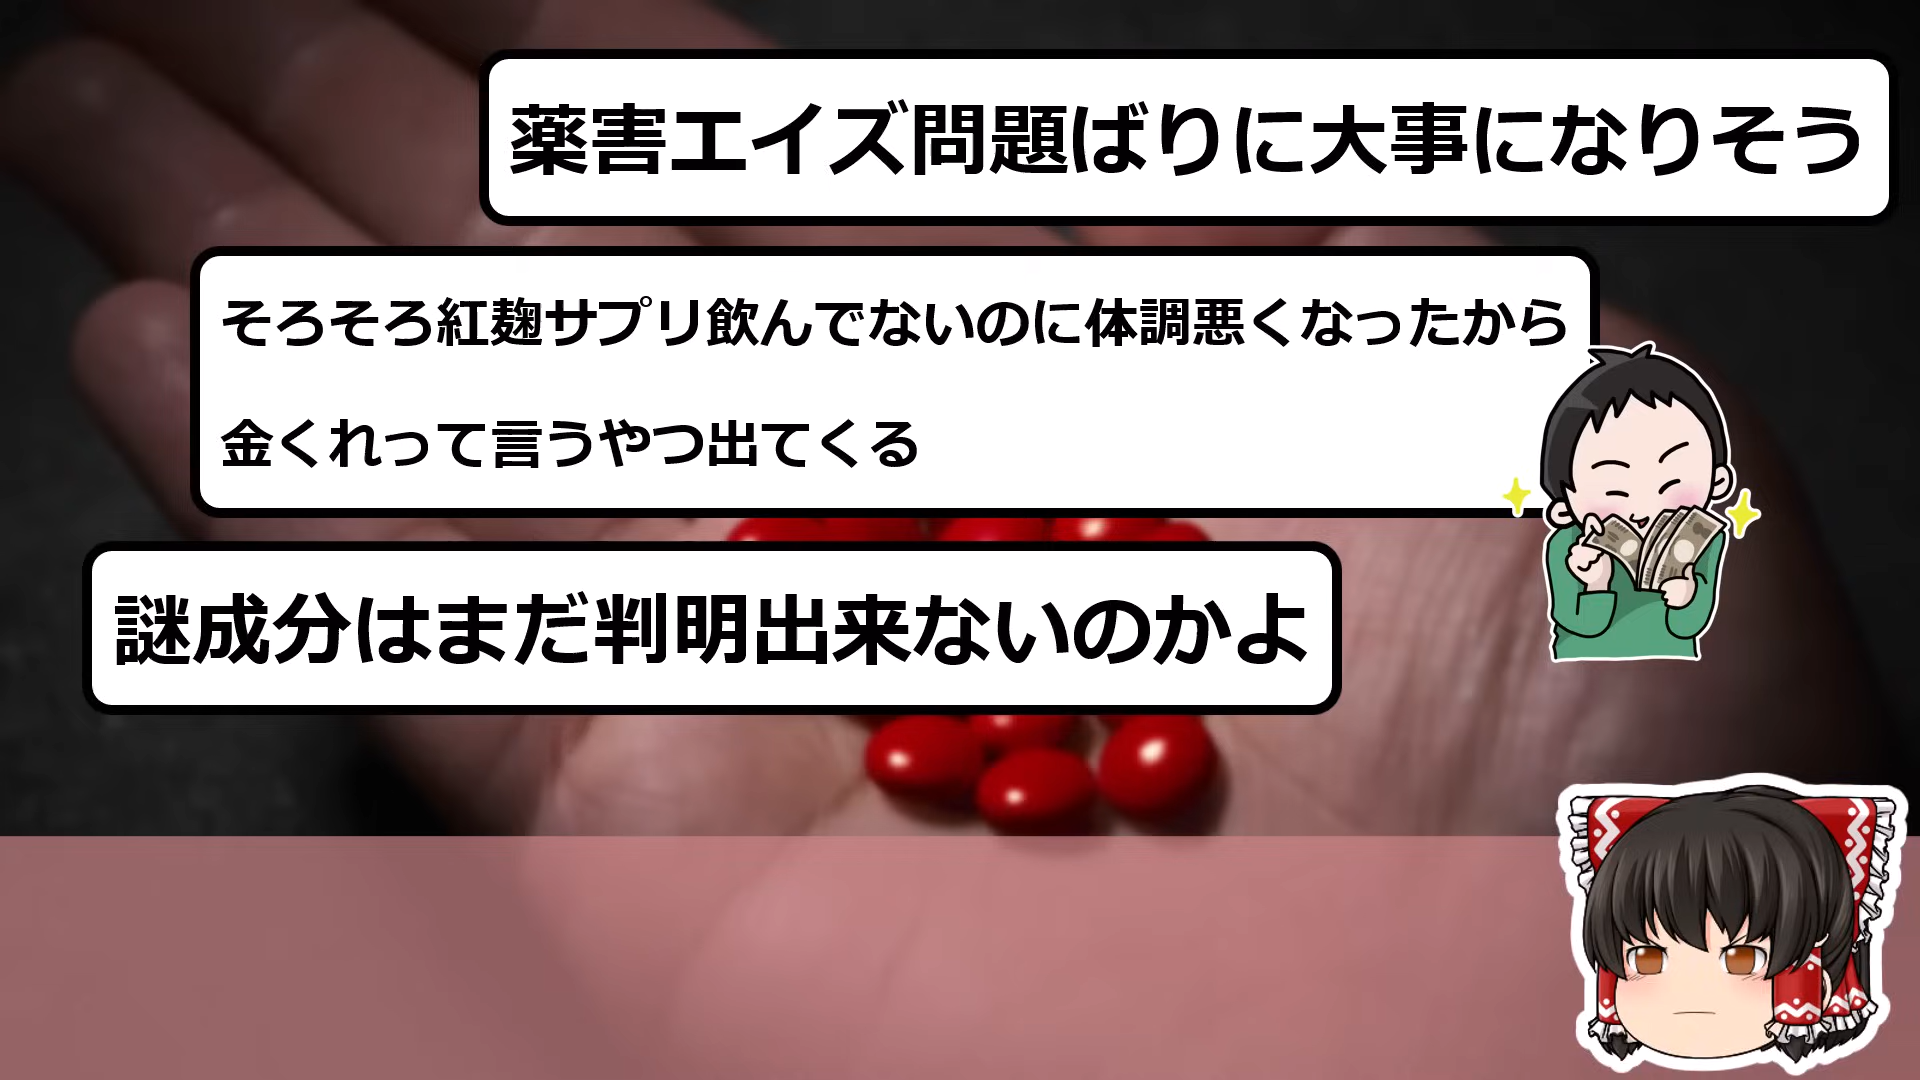 薬害エイズ問題ばりに大事になりそう
そろそろ紅麹サプリ飲んでないのに体調悪くなったから
金くれって言うやつ出てくる
謎成分はまだ判明出来ないのかよ